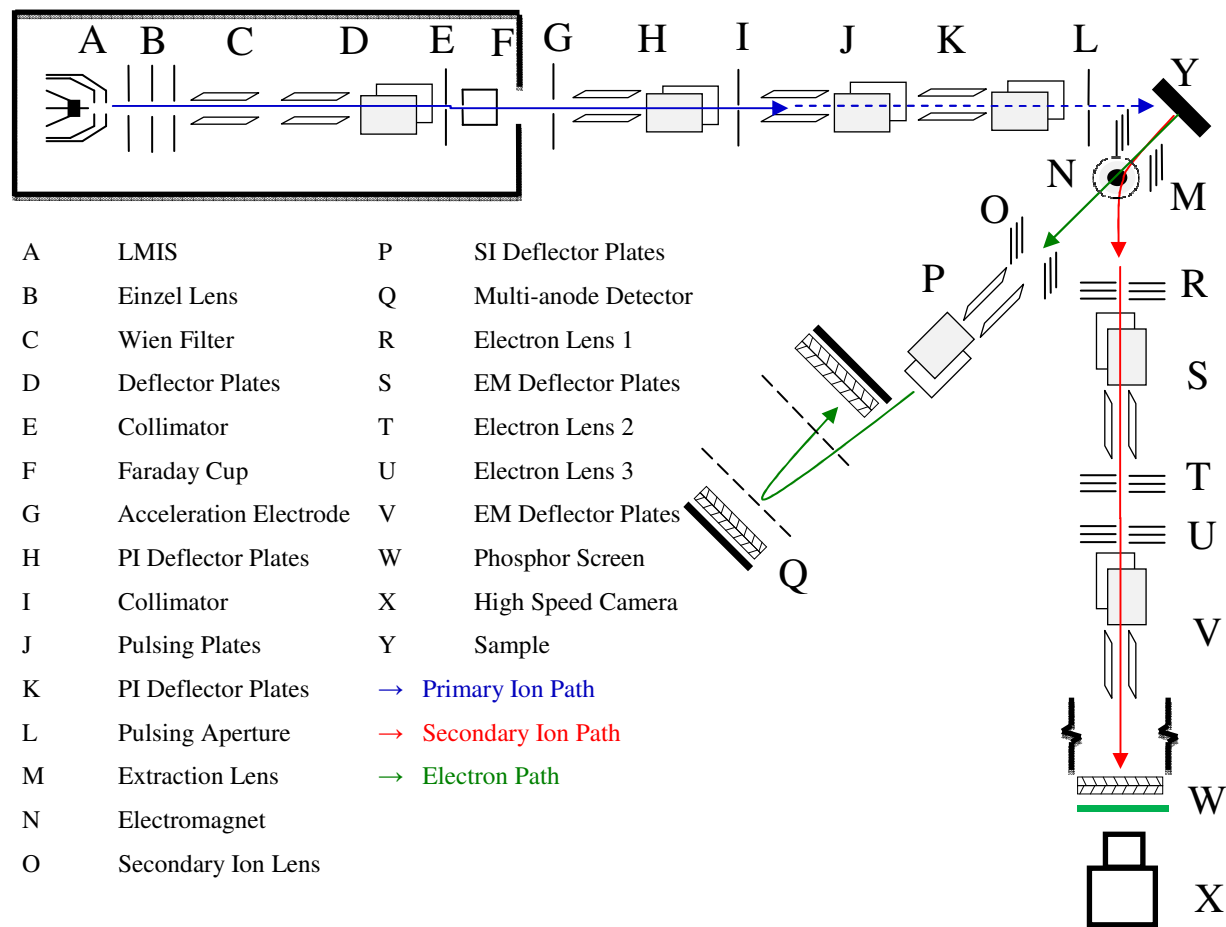 A B C D E F G H I J K L Y
N M
O
P
R
S
T
U
Q
V
W
X
A LMIS P SI Deflector Plates
B Einzel Lens Q Multi-anode Detector
C Wien Filter R Electron Lens 1
D Deflector Plates S EM Deflector Plates
E Collimator T Electron Lens 2
F Faraday Cup U Electron Lens 3
G Acceleration Electrode V EM Deflector Plates
H PI Deflector Plates W Phosphor Screen
I Collimator X High Speed Camera
J Pulsing Plates Y Sample
K PI Deflector Plates → Primary Ion Path
L Pulsing Aperture → Secondary Ion Path
M Extraction Lens → Electron Path
N Electromagnet
O Secondary Ion Lens